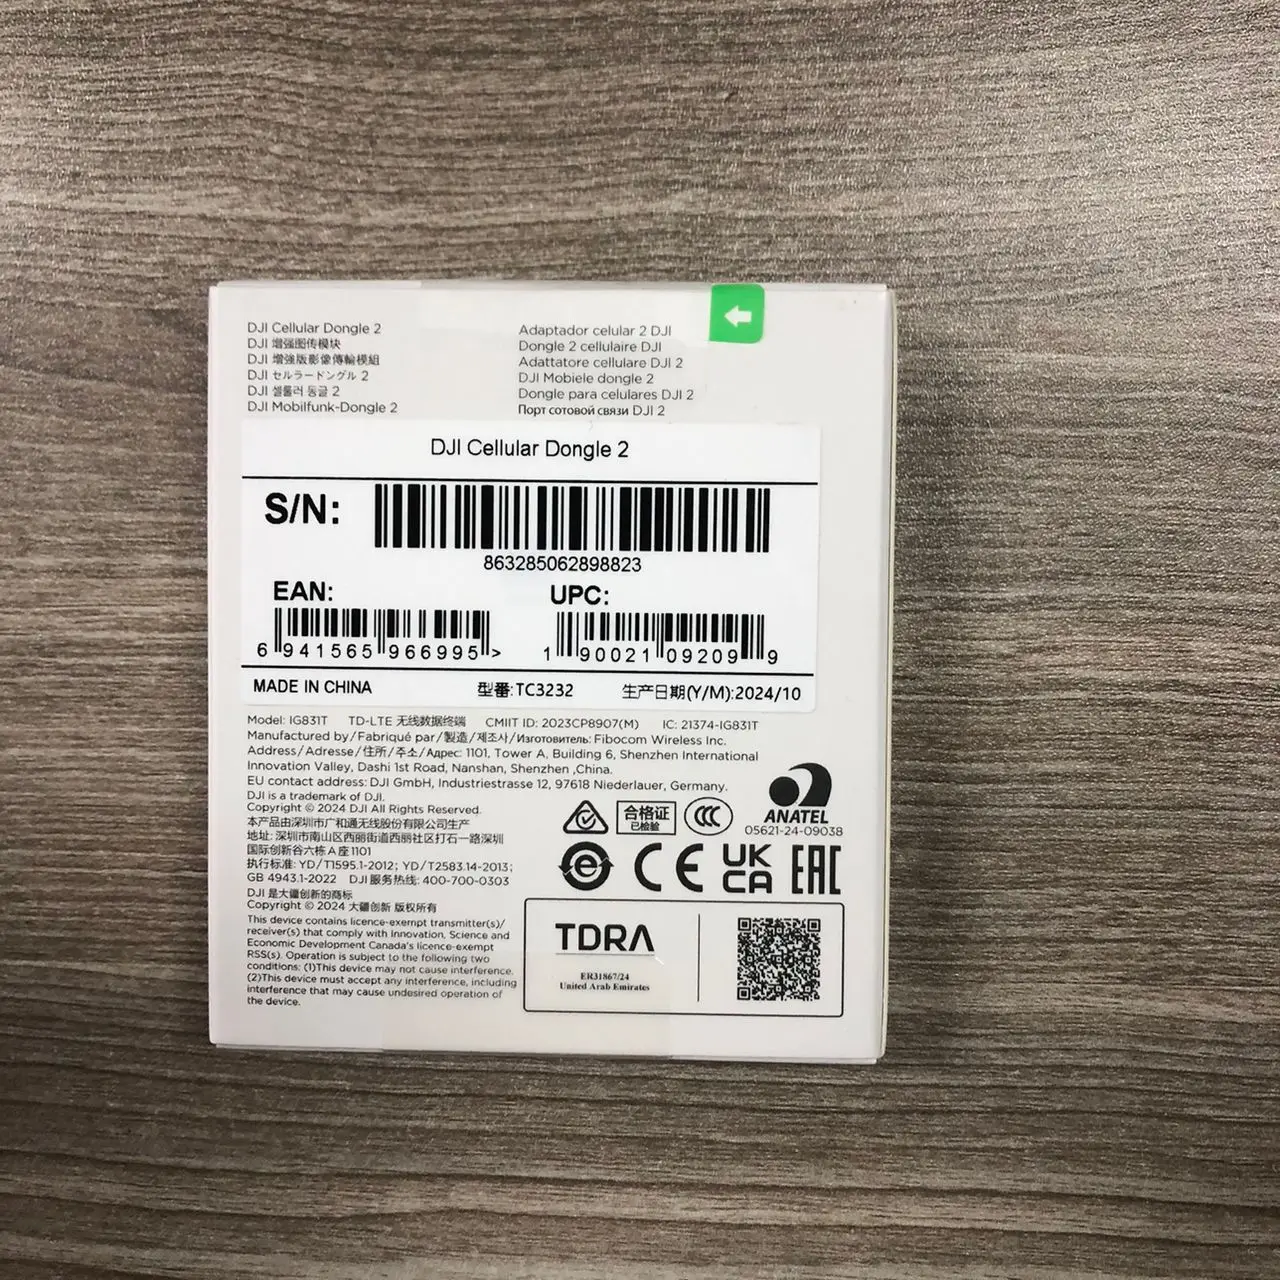 DJI Cellular Dongle 2
DJI 增强图传模块
DJI 增強版影像傳輸模組
DJI セルラードングル 2
DJI 셀룰러 동글 2
DJI Mobilfunk-Dongle 2
Adaptador celular 2 DJI
Dongle 2 cellulaire DJI
Adattatore cellulare DJI 2
DJI Mobiele dongle 2
Dongle para celulares DJI 2
Порт сотовой связи DJI 2
DJI Cellular Dongle 2
S/N:
863285062898823
EAN:
6 941565 966995 >
UPC:
1 90021 09209 9
MADE IN CHINA 型番:TC3232 生产日期(Y/M):2024/10
Model: IG831T TD-LTE 无线数据终端 CMIIT ID: 2023CP8907(M) IC: 21374-IG831T
Manufactured by/Fabriqué par/製造/제조사/Изготовитель: Fibocom Wireless Inc.
Address/Adresse/住所/주소/Адрес: 1101, Tower A, Building 6, Shenzhen International
Innovation Valley, Dashi 1st Road, Nanshan, Shenzhen ,China.
EU contact address: DJI GmbH, Industriestrasse 12, 97618 Niederlauer, Germany.
DJI is a trademark of DJI.
Copyright © 2024 DJI All Rights Reserved.
本产品由深圳市广和通无线股份有限公司生产
地址: 深圳市南山区西丽街道西丽社区打石一路深圳
国际创新谷六栋A座1101
执行标准: YD/T1595.1-2012; YD/T2583.14-2013;
GB 4943.1-2022 DJI 服务热线: 400-700-0303
DJI 是大疆创新的商标
Copyright © 2024 大疆创新 版权所有
This device contains licence-exempt transmitter(s)/
receiver(s) that comply with Innovation, Science and
Economic Development Canada's licence-exempt
RSS(s). Operation is subject to the following two
conditions: (1)This device may not cause interference.
(2)This device must accept any interference, including
interference that may cause undesired operation of
the device.
合格证
已检验
CCC
ANATEL
05621-24-09038
CE
UK
CA
EAC
TDRA
ER31867/24
United Arab Emirates